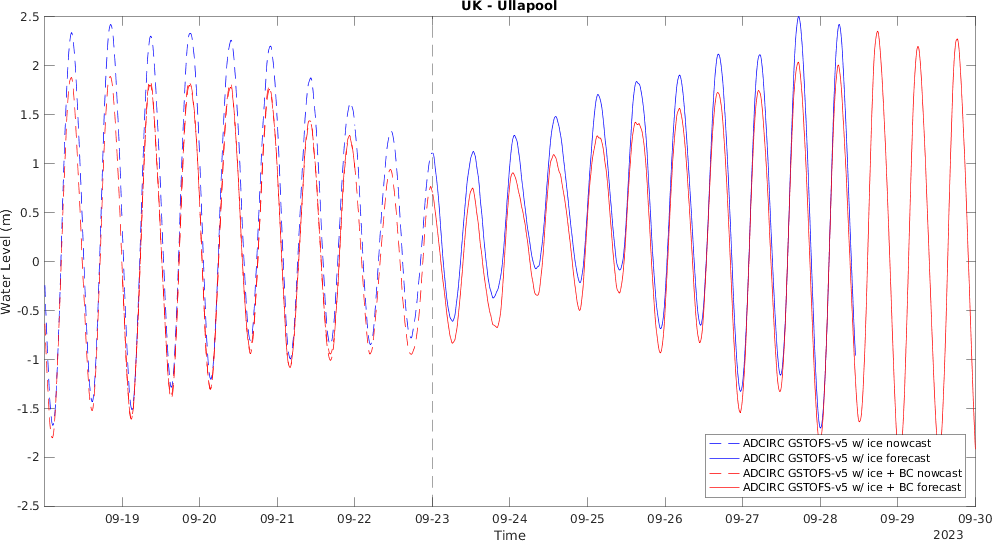 UK - Ullapool
2.5
2
1.5
1
0.5
0
-0.5
-1
-1.5
-2
-2.5
Water Level (m)
ADCIRC GSTOFS-v5 w/ ice nowcast
ADCIRC GSTOFS-v5 w/ ice forecast
ADCIRC GSTOFS-v5 w/ ice + BC nowcast
ADCIRC GSTOFS-v5 w/ ice + BC forecast
09-19 09-20 09-21 09-22 09-23 09-24 09-25 09-26 09-27 09-28 09-29 09-30
Time
2023